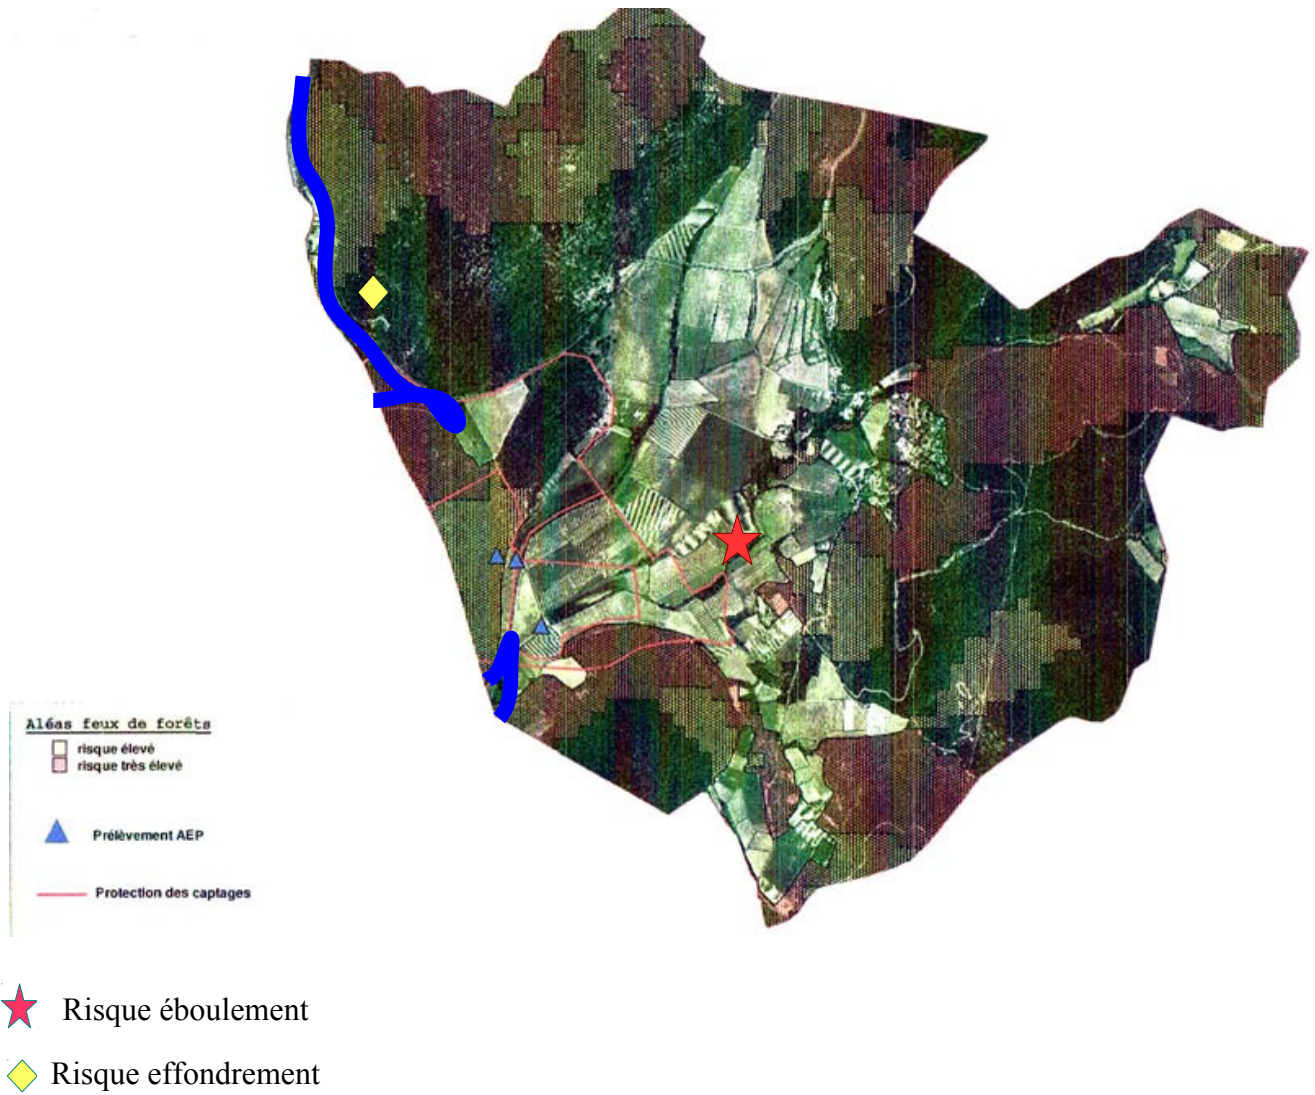 Aléas feux de forêts
risque élevé
risque très élevé
Prélèvement AEP
Protection des captages
Risque éboulement
Risque effondrement